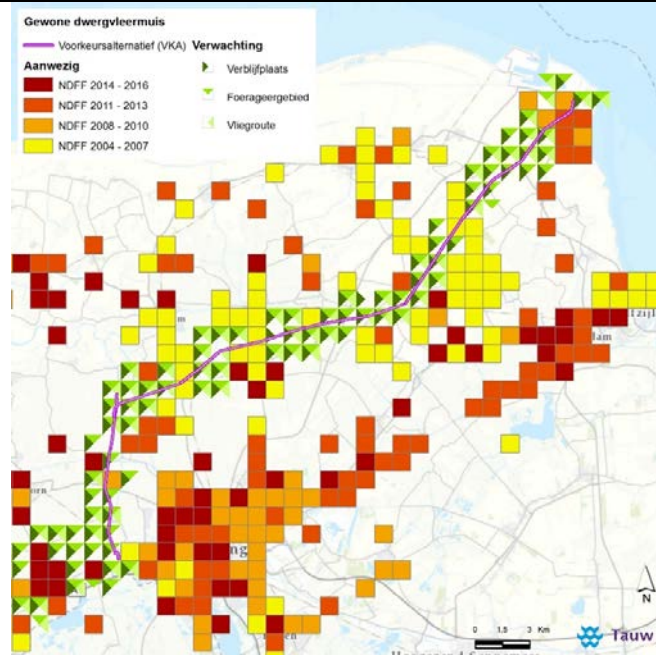 Gewone dwergvleermuis
Voorkeursalternatief (VKA)
Verwachting
Aanwezig
Verblijfplaats
NDFF 2014 - 2016
Foerageergebied
NDFF 2011 - 2013
Vliegroute
NDFF 2008 - 2010
NDFF 2004 - 2007
N
0 1.5 3 Km
Tauw